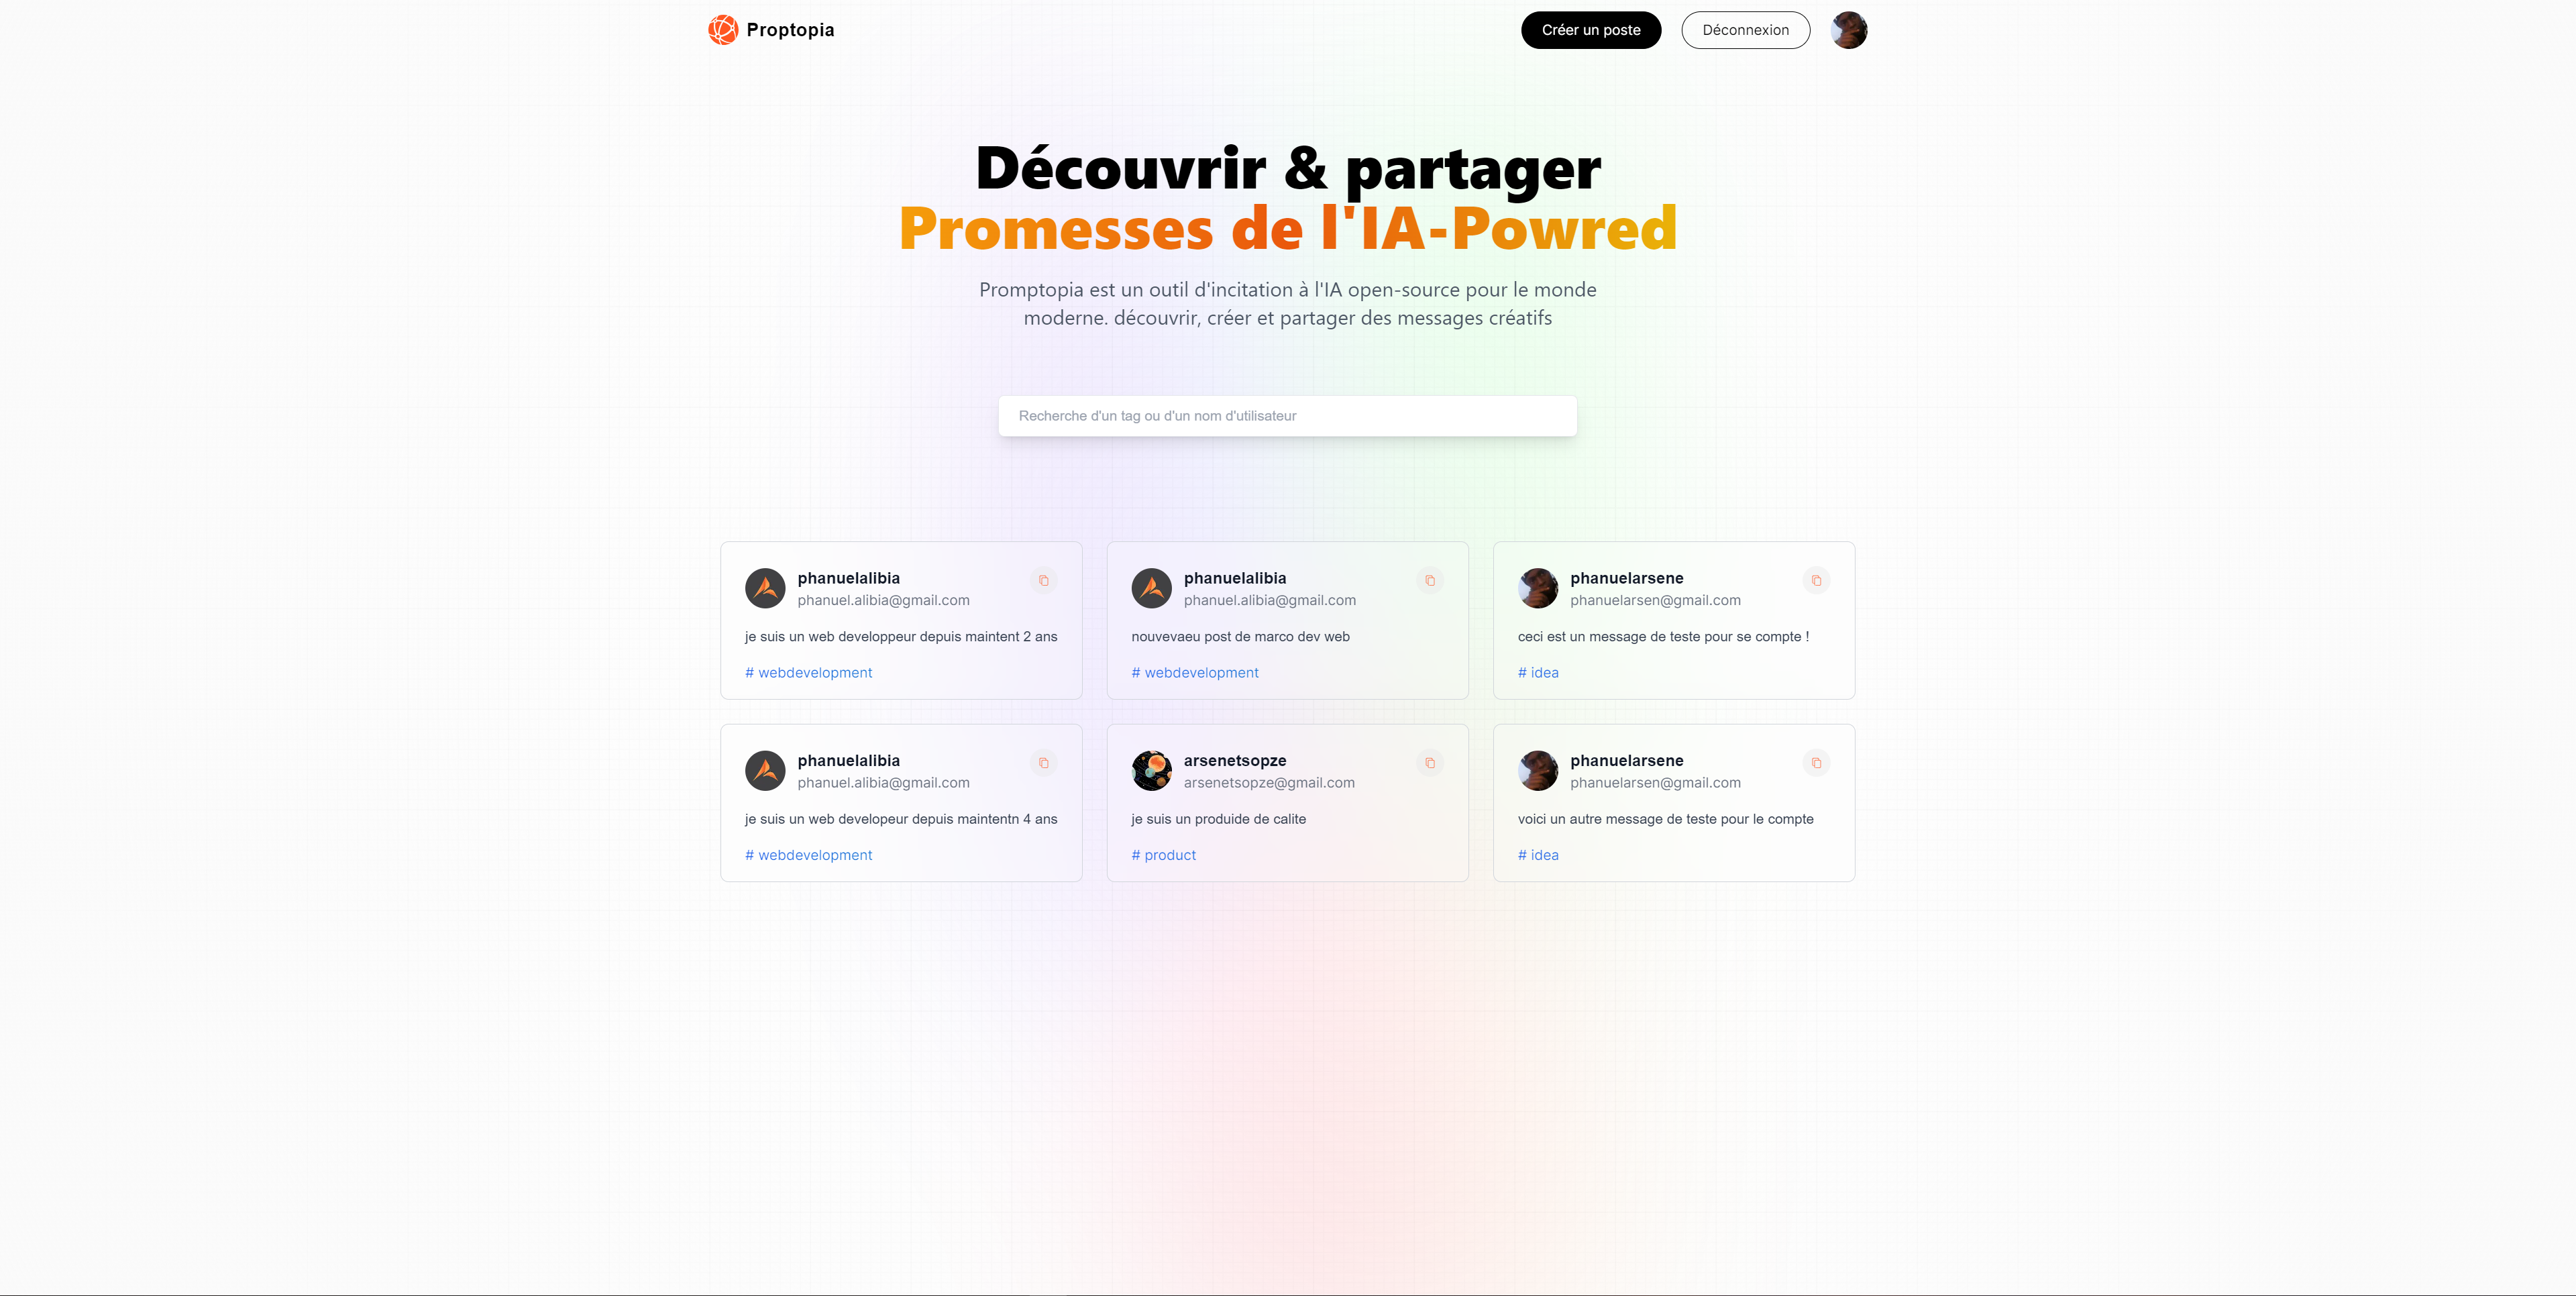 Proptopia
Créer un poste
Déconnexion
Découvrir & partager
Promesses de l'IA-Powred
Promptopia est un outil d'incitation à l'IA open-source pour le monde
moderne. découvrir, créer et partager des messages créatifs
Recherche d'un tag ou d'un nom d'utilisateur
phanuelalibia
phanuel.alibia@gmail.com
je suis un web developpeur depuis maintent 2 ans
# webdevelopment
phanuelalibia
phanuel.alibia@gmail.com
nouvevaeu post de marco dev web
# webdevelopment
phanuelarsene
phanuelarsen@gmail.com
ceci est un message de teste pour se compte !
# idea
phanuelalibia
phanuel.alibia@gmail.com
je suis un web developeur depuis maintentn 4 ans
# webdevelopment
arsenetsopze
arsenetsopze@gmail.com
je suis un produide de calite
# product
phanuelarsene
phanuelarsen@gmail.com
voici un autre message de teste pour le compte
# idea